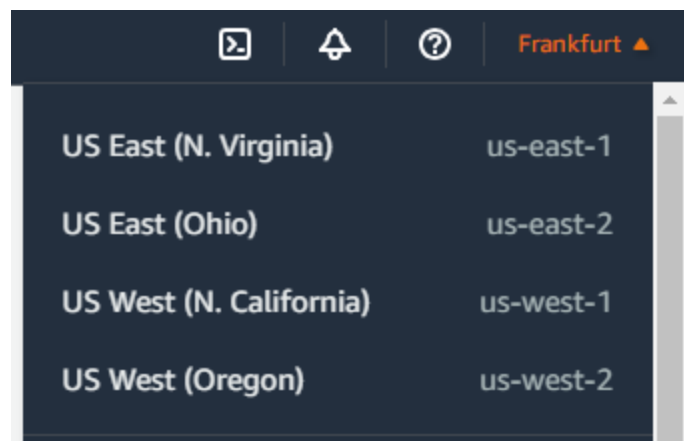 Frankfurt
US East (N. Virginia) us-east-1
US East (Ohio) us-east-2
US West (N. California) us-west-1
US West (Oregon) us-west-2